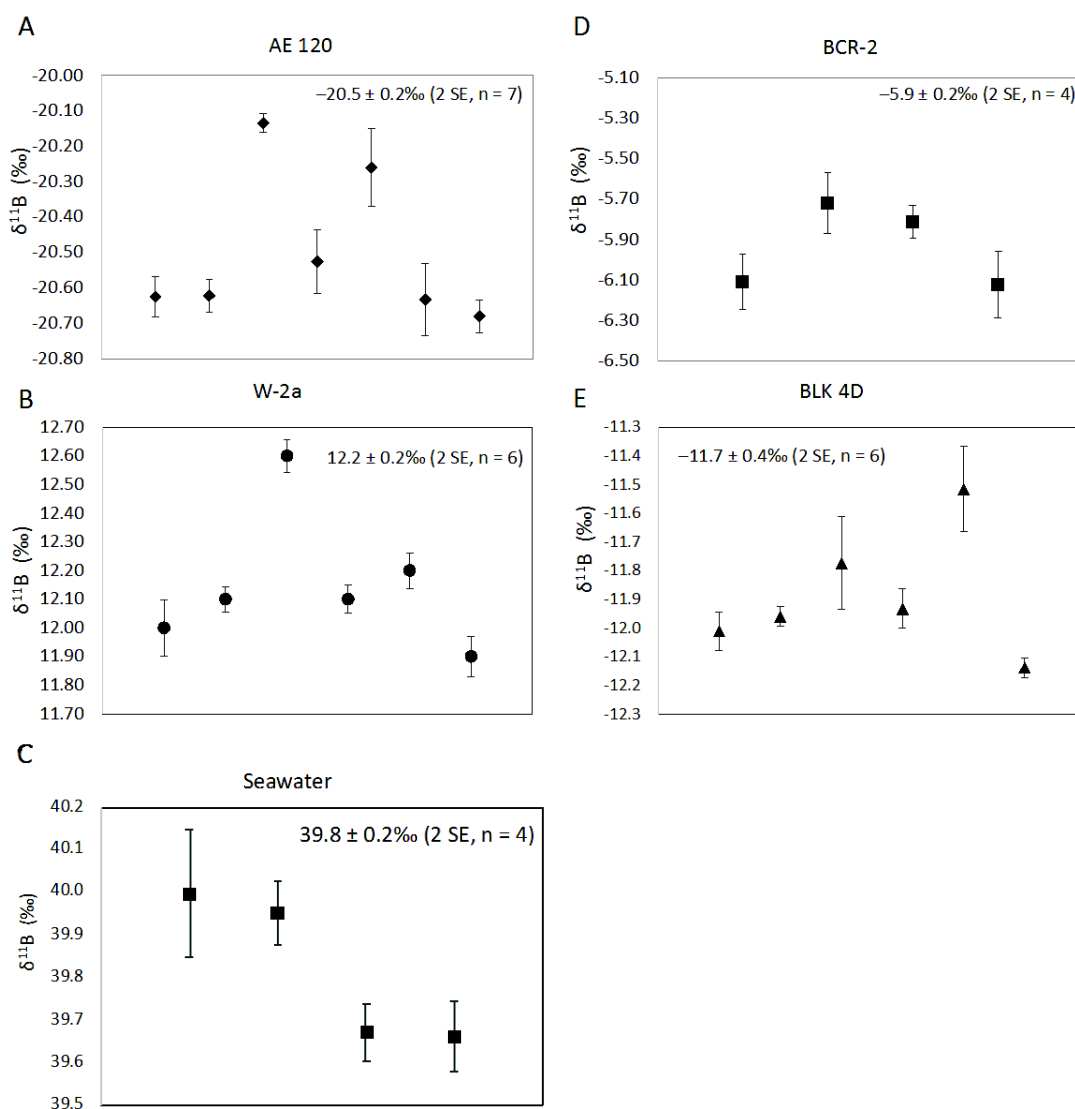 A
AE 120
−20.5 ± 0.2‰ (2 SE, n = 7)
δ¹¹B (‰)
-20.00
-20.10
-20.20
-20.30
-20.40
-20.50
-20.60
-20.70
-20.80
B
W-2a
12.2 ± 0.2‰ (2 SE, n = 6)
δ¹¹B (‰)
12.70
12.60
12.50
12.40
12.30
12.20
12.10
12.00
11.90
11.80
11.70
C
Seawater
39.8 ± 0.2‰ (2 SE, n = 4)
δ¹¹B (‰)
40.2
40.1
40.0
39.9
39.8
39.7
39.6
39.5
D
BCR-2
−5.9 ± 0.2‰ (2 SE, n = 4)
δ¹¹B (‰)
-5.10
-5.30
-5.50
-5.70
-5.90
-6.10
-6.30
-6.50
E
BLK 4D
−11.7 ± 0.4‰ (2 SE, n = 6)
δ¹¹B (‰)
-11.3
-11.4
-11.5
-11.6
-11.7
-11.8
-11.9
-12.0
-12.1
-12.2
-12.3